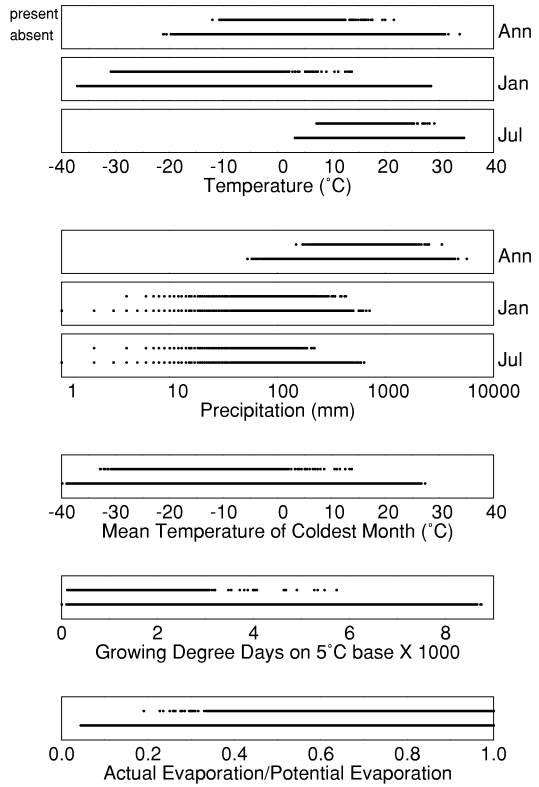 present
absent
Ann
Jan
Jul
-40 -30 -20 -10 0 10 20 30 40
Temperature (°C)
Ann
Jan
Jul
1 10 100 1000 10000
Precipitation (mm)
-40 -30 -20 -10 0 10 20 30 40
Mean Temperature of Coldest Month (°C)
0 2 4 6 8
Growing Degree Days on 5°C base X 1000
0.0 0.2 0.4 0.6 0.8 1.0
Actual Evaporation/Potential Evaporation